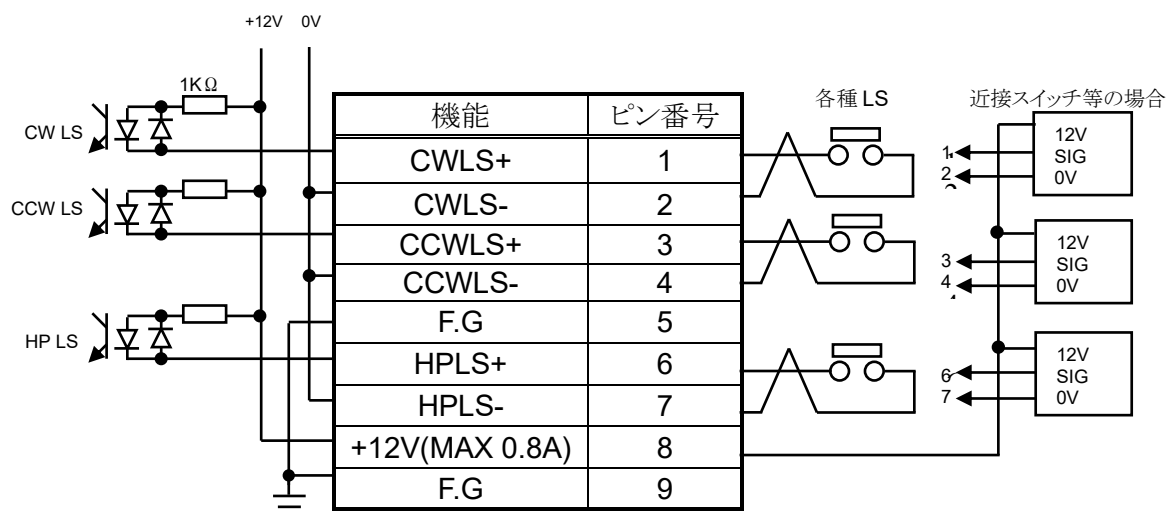 +12V 0V
1KΩ
CW LS
CCW LS
HP LS
機能 ピン番号
CWLS+ 1
CWLS- 2
CCWLS+ 3
CCWLS- 4
F.G 5
HPLS+ 6
HPLS- 7
+12V(MAX 0.8A) 8
F.G 9
各種 LS
近接スイッチ等の場合
12V
1 SIG
2 0V
12V
3 SIG
4 0V
12V
6 SIG
7 0V